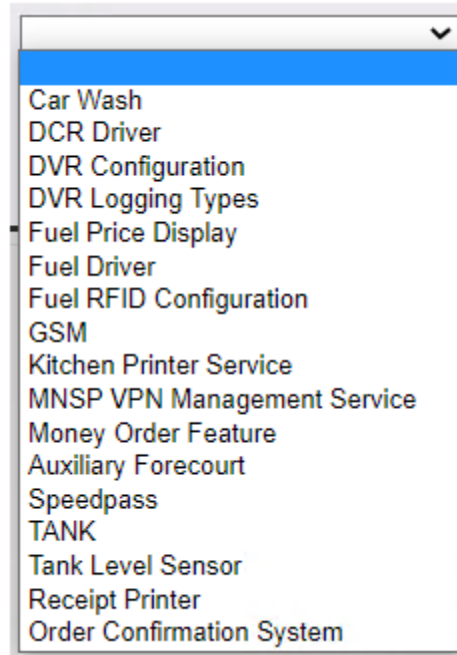 Car Wash
DCR Driver
DVR Configuration
DVR Logging Types
Fuel Price Display
Fuel Driver
Fuel RFID Configuration
GSM
Kitchen Printer Service
MNSP VPN Management Service
Money Order Feature
Auxiliary Forecourt
Speedpass
TANK
Tank Level Sensor
Receipt Printer
Order Confirmation System